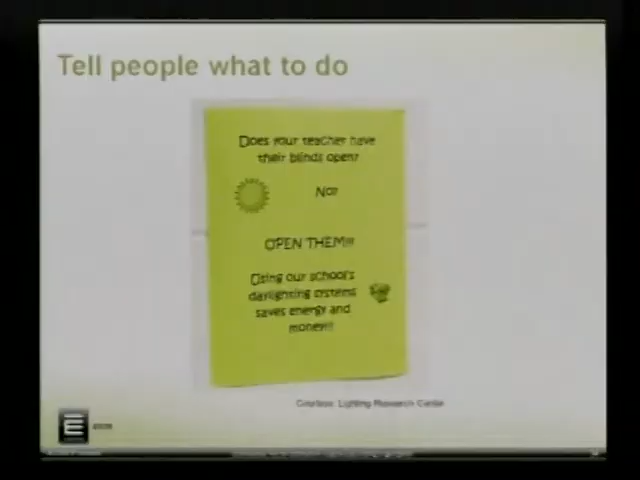 Tell people what to do
Does your teacher have
their blinds open?
No?
OPEN THEM!!!
Using our school's
daylighting systems
saves energy and
money!!!
Courtesy: Lighting Research Center